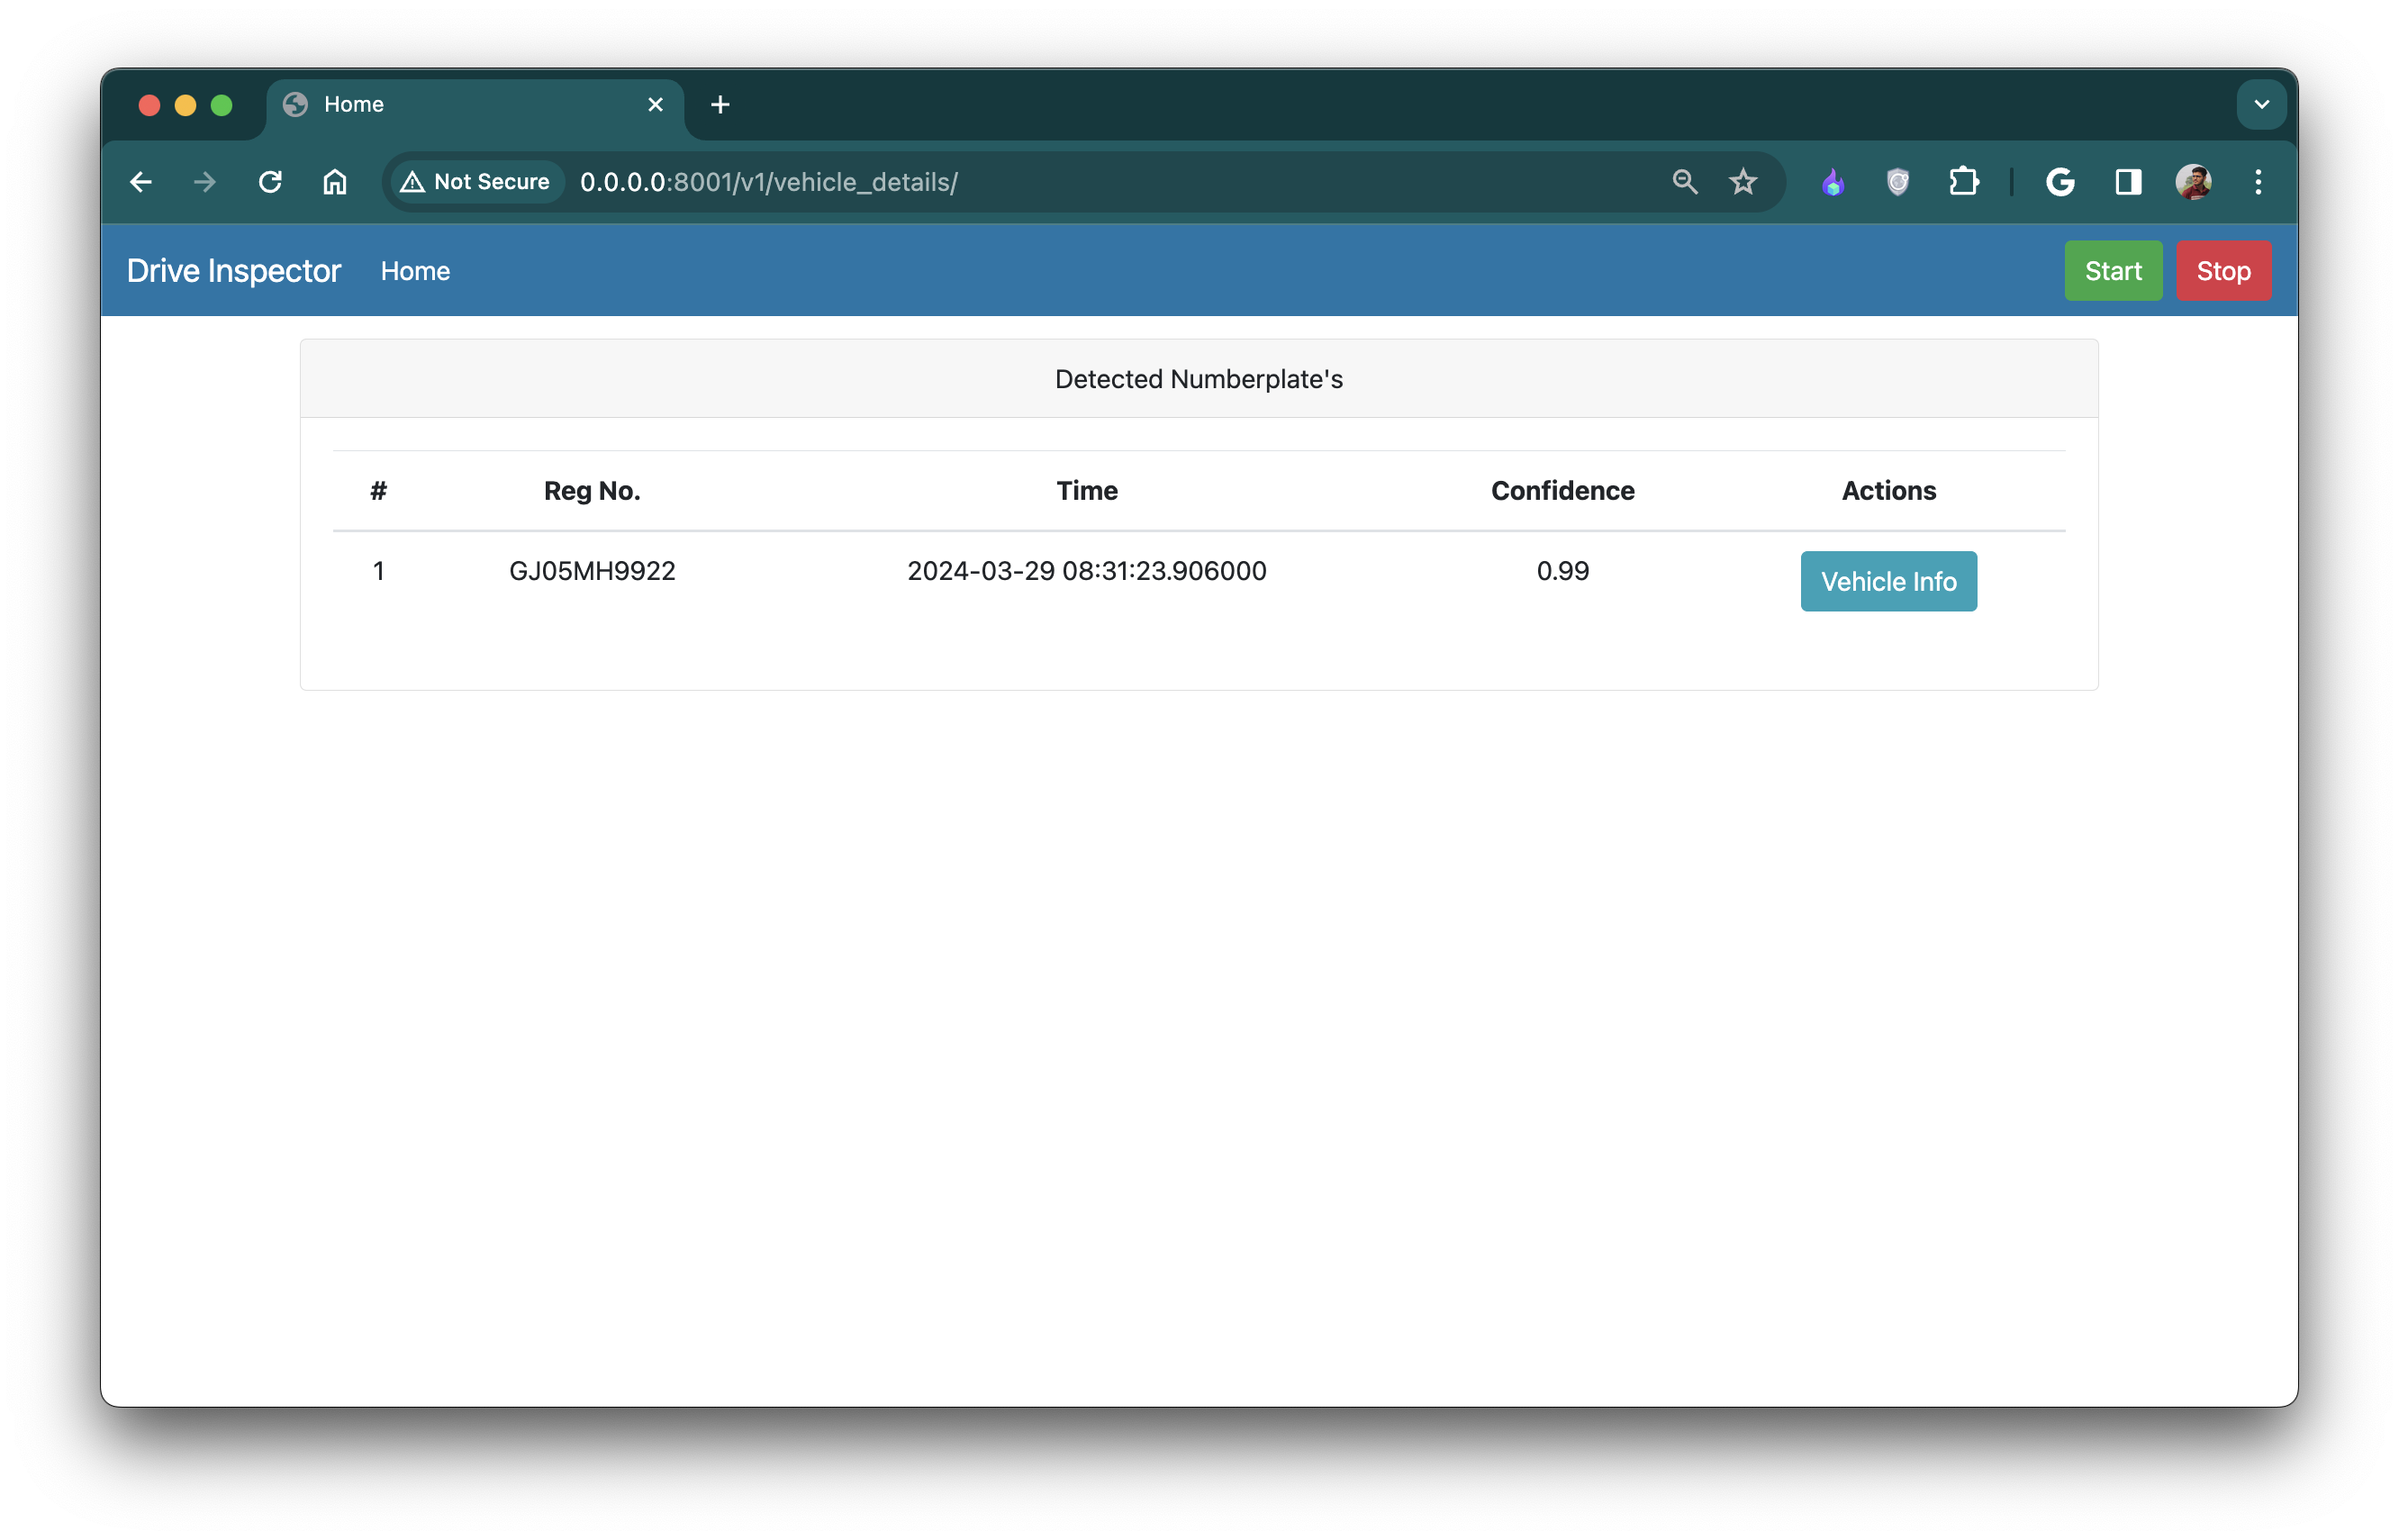 Home
Not Secure 0.0.0.0:8001/v1/vehicle_details/
Drive Inspector Home Start Stop
Detected Numberplate's
# Reg No. Time Confidence Actions
1 GJ05MH9922 2024-03-29 08:31:23.906000 0.99 Vehicle Info